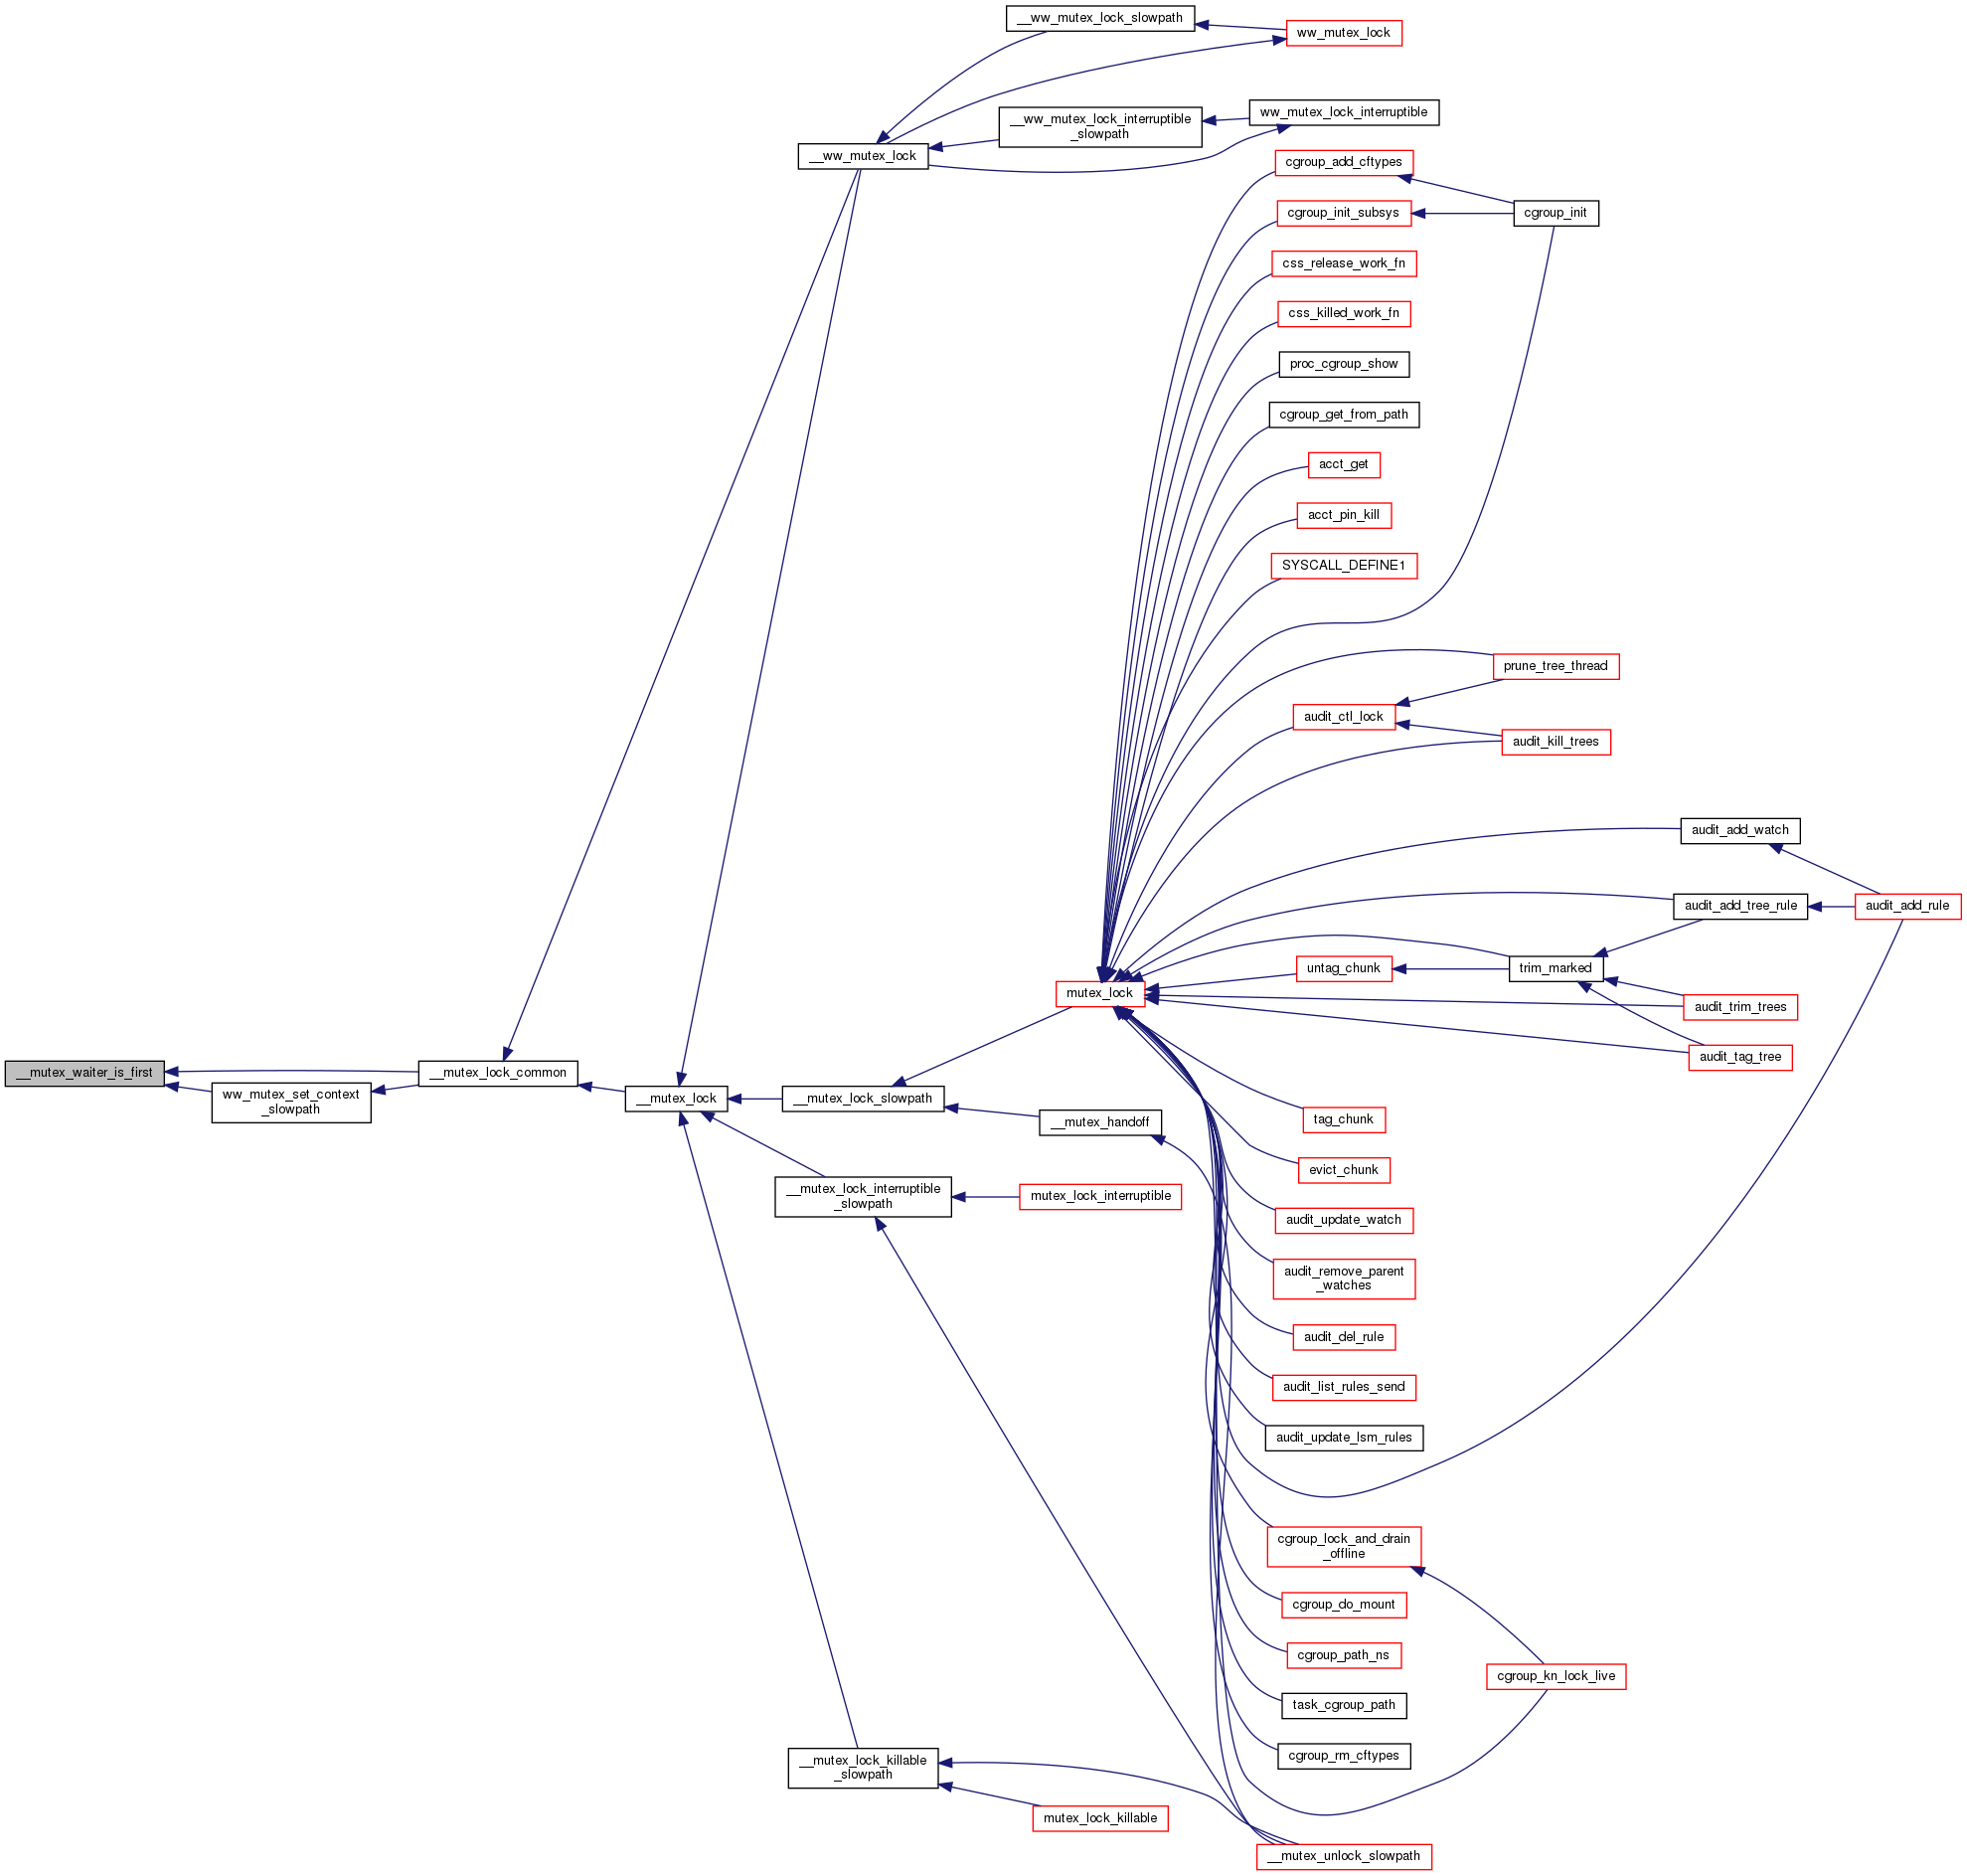 __ww_mutex_lock_slowpath
ww_mutex_lock
__ww_mutex_lock_interruptible
_slowpath
ww_mutex_lock_interruptible
__ww_mutex_lock
cgroup_add_cftypes
cgroup_init_subsys
cgroup_init
css_release_work_fn
css_killed_work_fn
proc_cgroup_show
cgroup_get_from_path
acct_get
acct_pin_kill
SYSCALL_DEFINE1
prune_tree_thread
audit_ctl_lock
audit_kill_trees
audit_add_watch
audit_add_tree_rule
audit_add_rule
untag_chunk
trim_marked
mutex_lock
audit_trim_trees
audit_tag_tree
__mutex_waiter_is_first
ww_mutex_set_context
_slowpath
__mutex_lock_common
__mutex_lock
__mutex_lock_slowpath
__mutex_handoff
tag_chunk
evict_chunk
__mutex_lock_interruptible
_slowpath
mutex_lock_interruptible
audit_update_watch
audit_remove_parent
_watches
audit_del_rule
audit_list_rules_send
audit_update_lsm_rules
cgroup_lock_and_drain
_offline
cgroup_do_mount
cgroup_path_ns
cgroup_kn_lock_live
task_cgroup_path
cgroup_rm_cftypes
__mutex_lock_killable
_slowpath
mutex_lock_killable
__mutex_unlock_slowpath